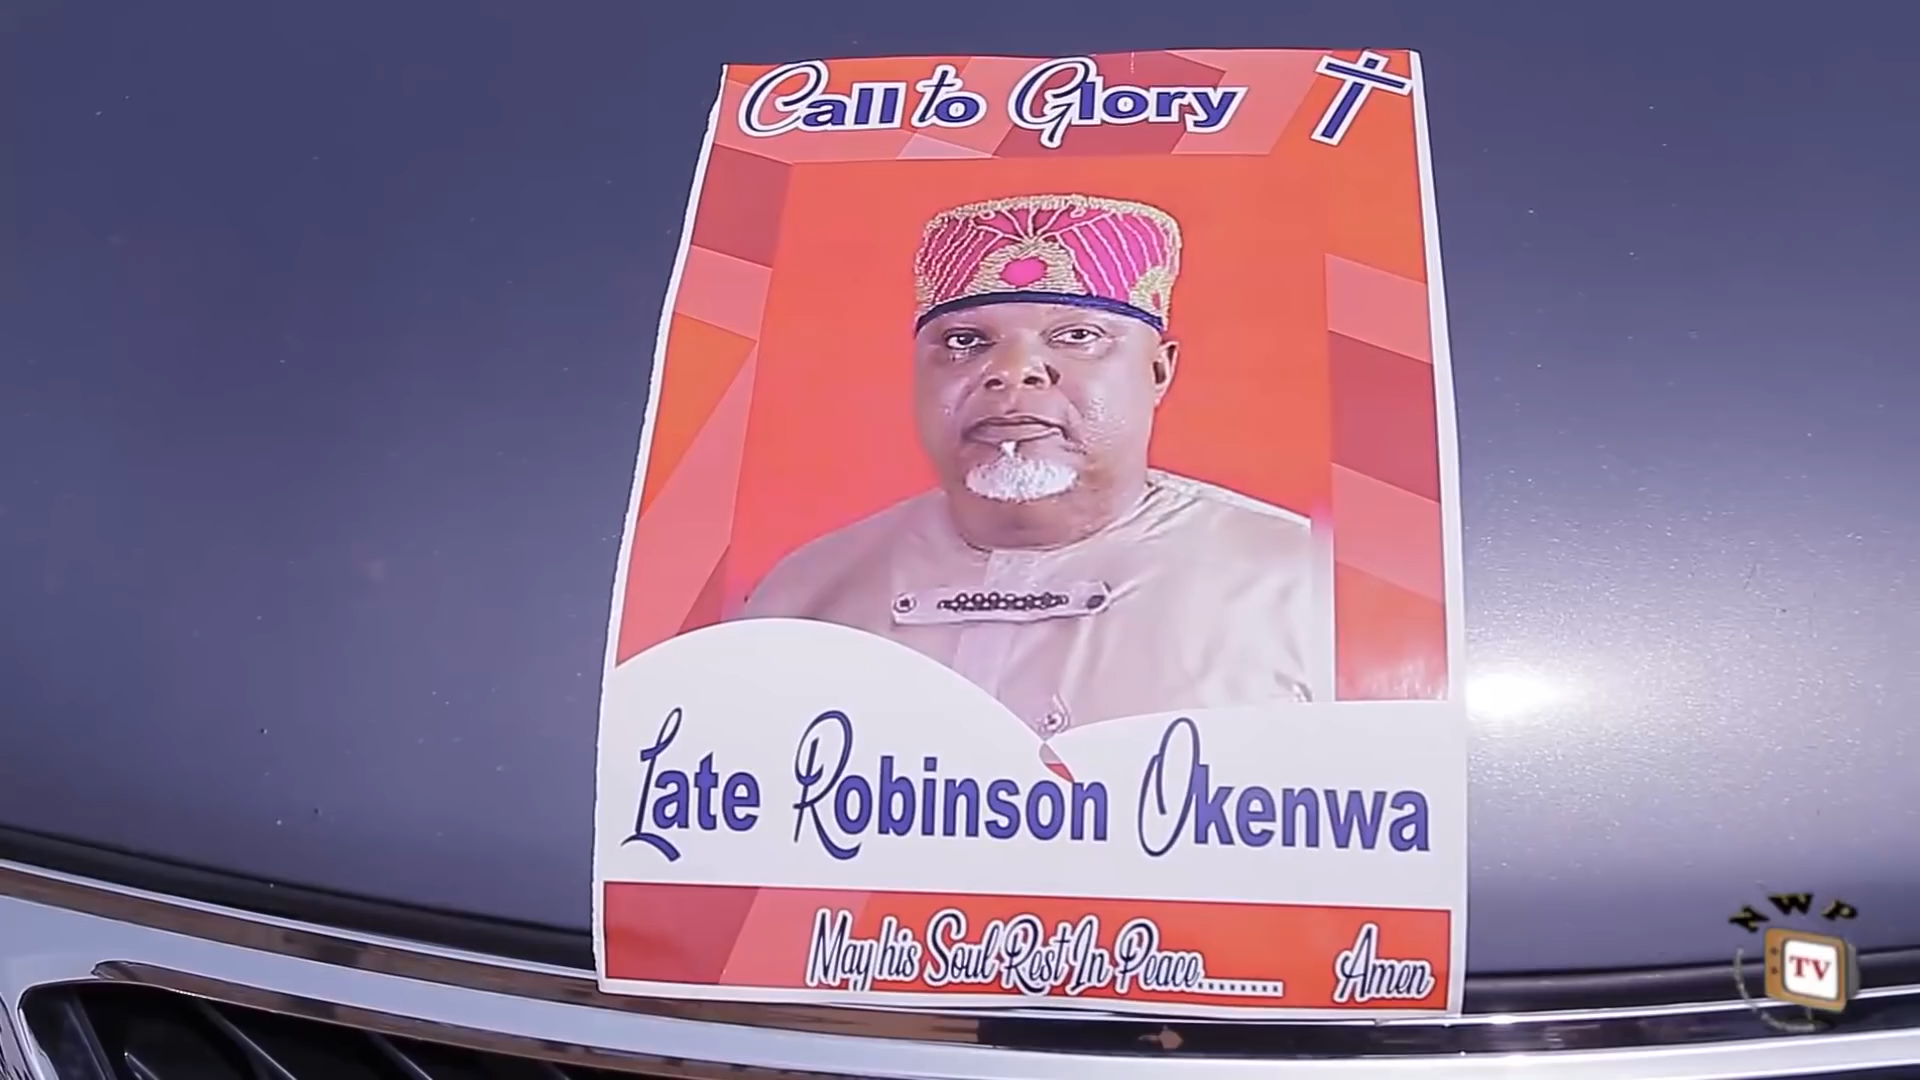 Call to Glory
Late Robinson Okenwa
May his Soul Rest In Peace........ Amen
NWP
TV